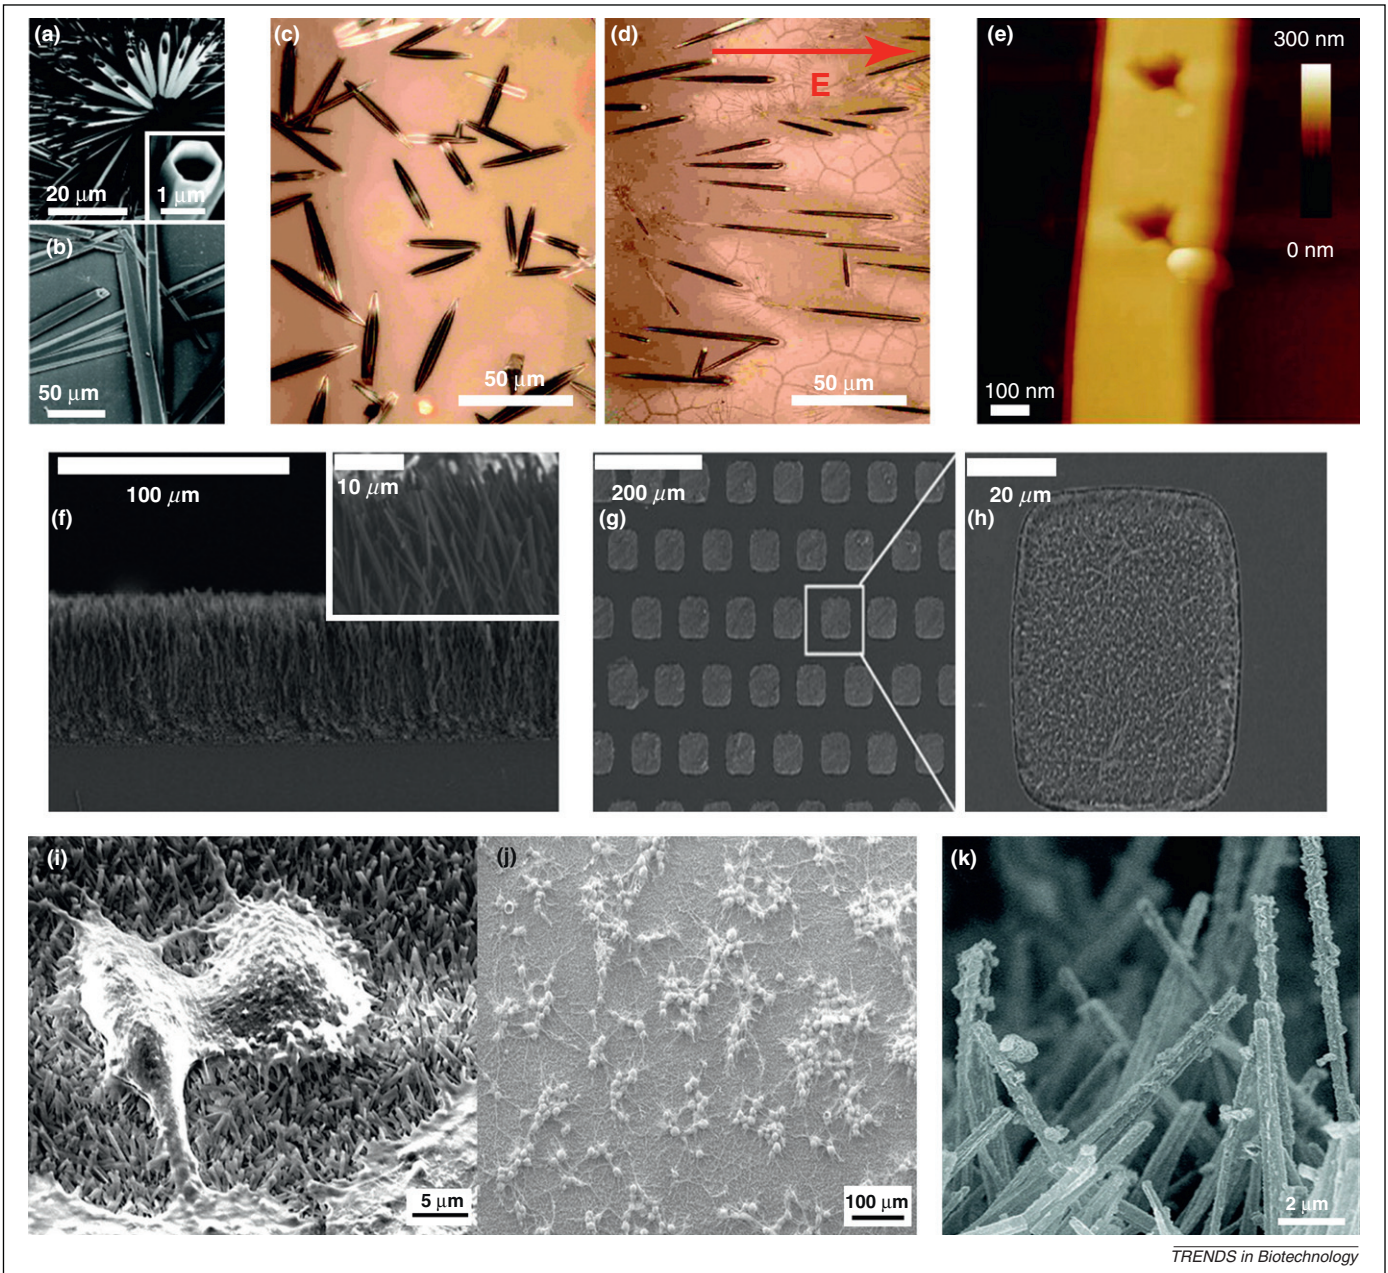 (a)
20 μm
1 μm
(b)
50 μm
(c)
50 μm
(d)
E
50 μm
(e)
300 nm
0 nm
100 nm
100 μm
(f)
10 μm
200 μm
(g)
20 μm
(h)
(i)
5 μm
(j)
100 μm
(k)
2 μm
TRENDS in Biotechnology